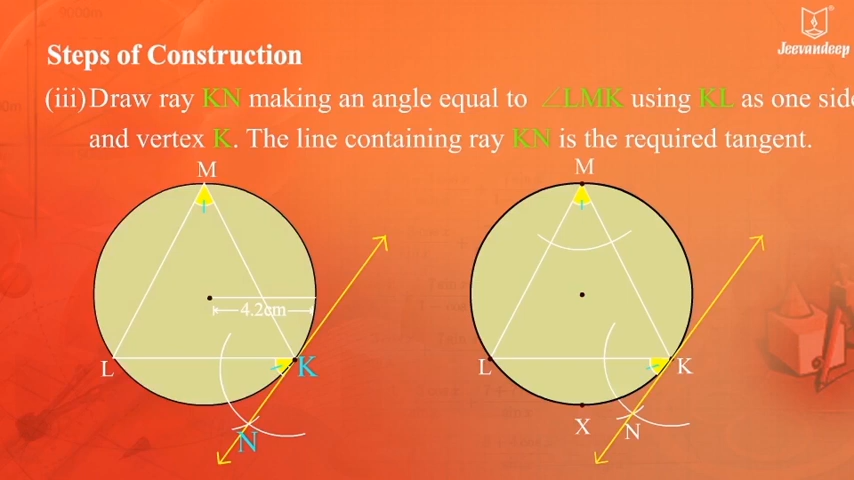 Jeevandeep
Steps of Construction
(iii) Draw ray KN making an angle equal to ∠LMK using KL as one side
and vertex K. The line containing ray KN is the required tangent.
M
M
4.2cm
L
K
L
K
N
X
N